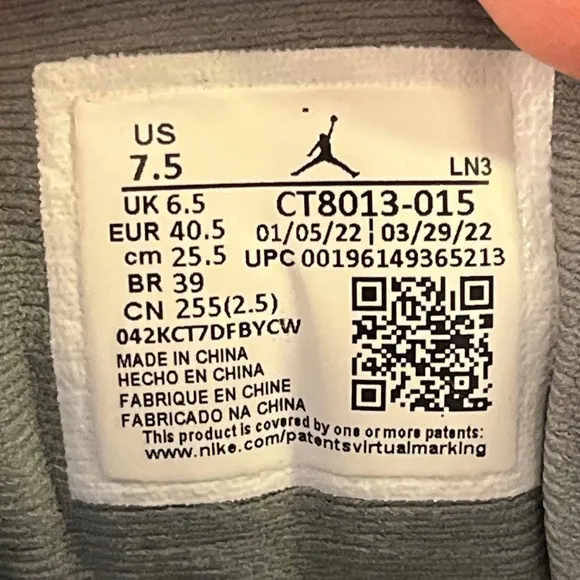 US
7.5
LN3
UK 6.5
CT8013-015
EUR 40.5
01/05/22 | 03/29/22
cm 25.5
UPC 00196149365213
BR 39
CN 255(2.5)
042KCT7DFBYCW
MADE IN CHINA
HECHO EN CHINA
FABRIQUE EN CHINE
FABRICADO NA CHINA
This product is covered by one or more patents:
www.nike.com/patentsvirtualmarking